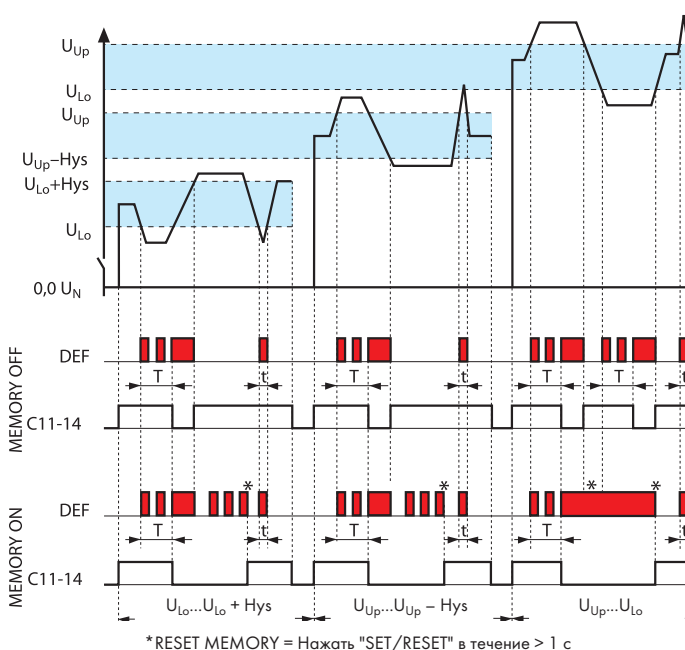 U_Up
U_Lo
U_Up
U_Up–Hys
U_Lo+Hys
U_Lo
0,0 U_N
MEMORY OFF
DEF
T
t
T
t
T
T
t
C11-14
MEMORY ON
DEF
*
*
*
*
T
t
T
t
T
t
C11-14
U_Lo...U_Lo + Hys
U_Up...U_Up – Hys
U_Up...U_Lo
*RESET MEMORY = Нажать "SET/RESET" в течение > 1 с